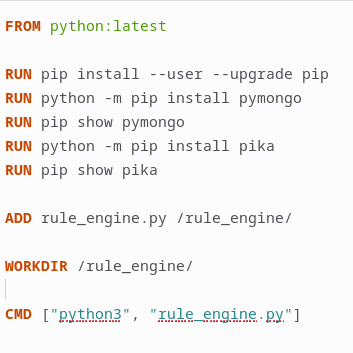 FROM python:latest
RUN pip install --user --upgrade pip
RUN python -m pip install pymongo
RUN pip show pymongo
RUN python -m pip install pika
RUN pip show pika
ADD rule_engine.py /rule_engine/
WORKDIR /rule_engine/
CMD ["python3", "rule_engine.py"]